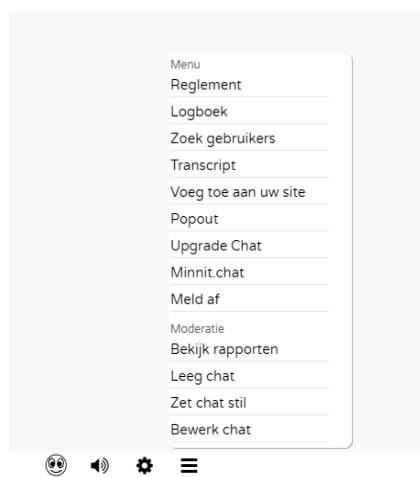 Menu
Reglement
Logboek
Zoek gebruikers
Transcript
Voeg toe aan uw site
Popout
Upgrade Chat
Minnit.chat
Meld af
Moderatie
Bekijk rapporten
Leeg chat
Zet chat stil
Bewerk chat